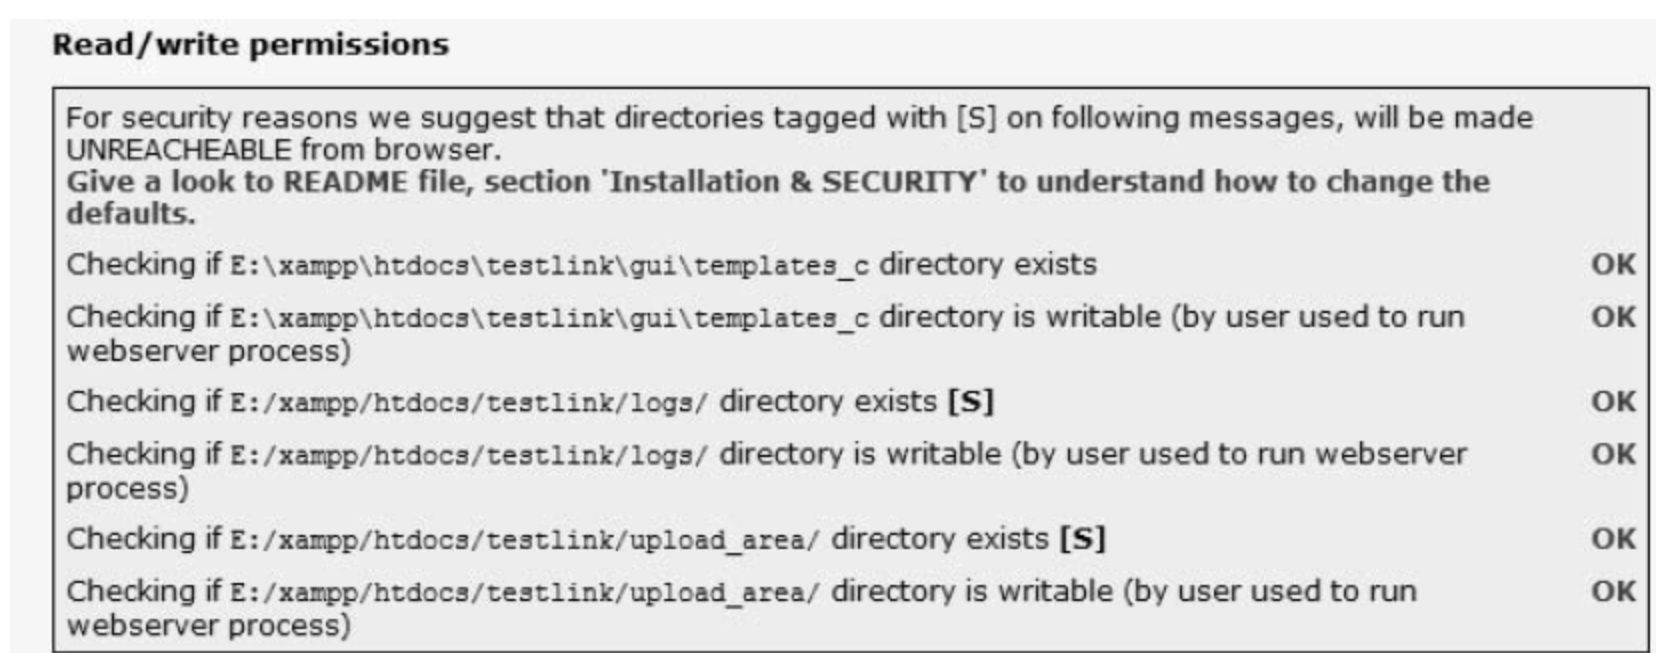 Read/write permissions
For security reasons we suggest that directories tagged with [S] on following messages, will be made
UNREACHEABLE from browser.
Give a look to README file, section 'Installation & SECURITY' to understand how to change the
defaults.
Checking if E:\xampp\htdocs\testlink\gui\templates_c directory exists OK
Checking if E:\xampp\htdocs\testlink\gui\templates_c directory is writable (by user used to run OK
webserver process)
Checking if E:/xampp/htdocs/testlink/logs/ directory exists [S] OK
Checking if E:/xampp/htdocs/testlink/logs/ directory is writable (by user used to run webserver OK
process)
Checking if E:/xampp/htdocs/testlink/upload_area/ directory exists [S] OK
Checking if E:/xampp/htdocs/testlink/upload_area/ directory is writable (by user used to run OK
webserver process)